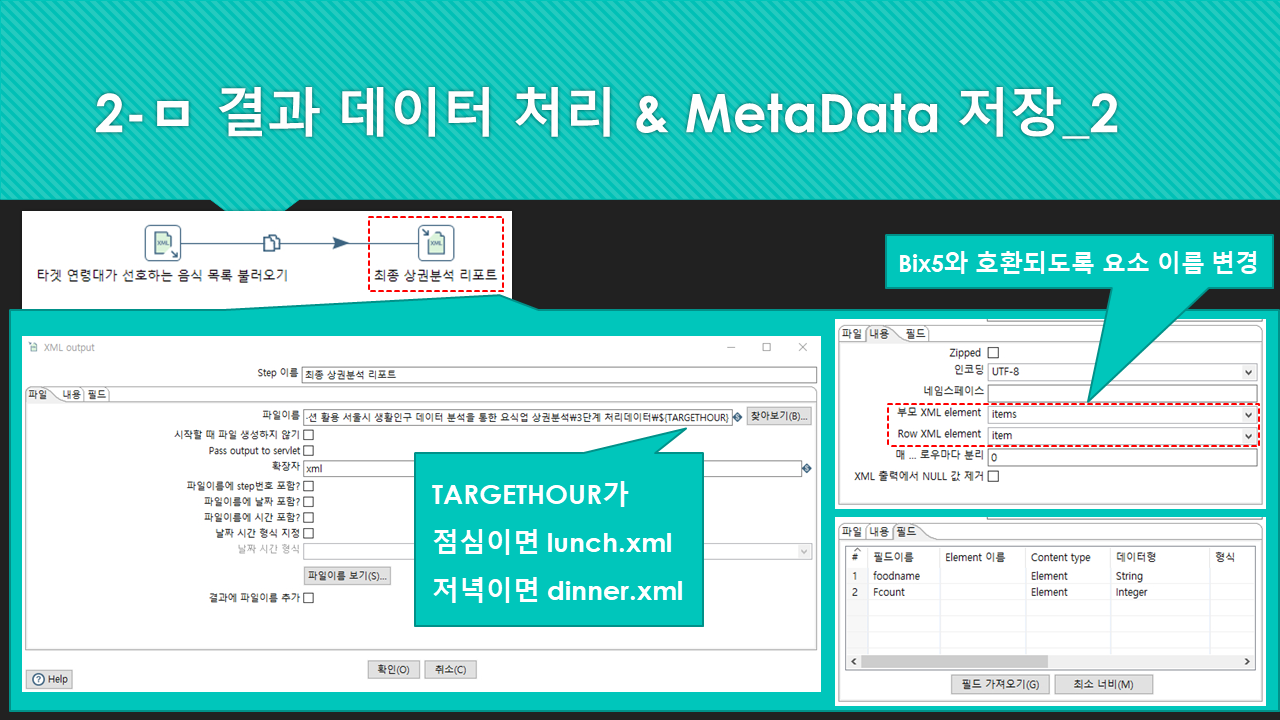 2-ㅁ 결과 데이터 처리 & MetaData 저장_2
XML
XML
타겟 연령대가 선호하는 음식 목록 불러오기
최종 상권분석 리포트
Bix5와 호환되도록 요소 이름 변경
XML output
Step 이름
최종 상권분석 리포트
파일
내용
필드
파일이름
션 활용 서울시 생활인구 데이터 분석을 통한 요식업 상권분석₩3단계 처리데이터₩${TARGETHOUR}
찾아보기(B)...
시작할 때 파일 생성하지 않기
Pass output to servlet
확장자
xml
파일이름에 step번호 포함?
파일이름에 날짜 포함?
파일이름에 시간 포함?
날짜 시간 형식 지정
날짜 시간 형식
파일이름 보기(S)...
결과에 파일이름 추가
확인(O)
취소(C)
Help
TARGETHOUR가
점심이면 lunch.xml
저녁이면 dinner.xml
파일
내용
필드
Zipped
인코딩
UTF-8
네임스페이스
부모 XML element
items
Row XML element
item
매 ... 로우마다 분리
0
XML 출력에서 NULL 값 제거
파일
내용
필드
# 필드이름 Element 이름 Content type 데이터형 형식
1 foodname Element String
2 Fcount Element Integer
필드 가져오기(G)
최소 너비(M)